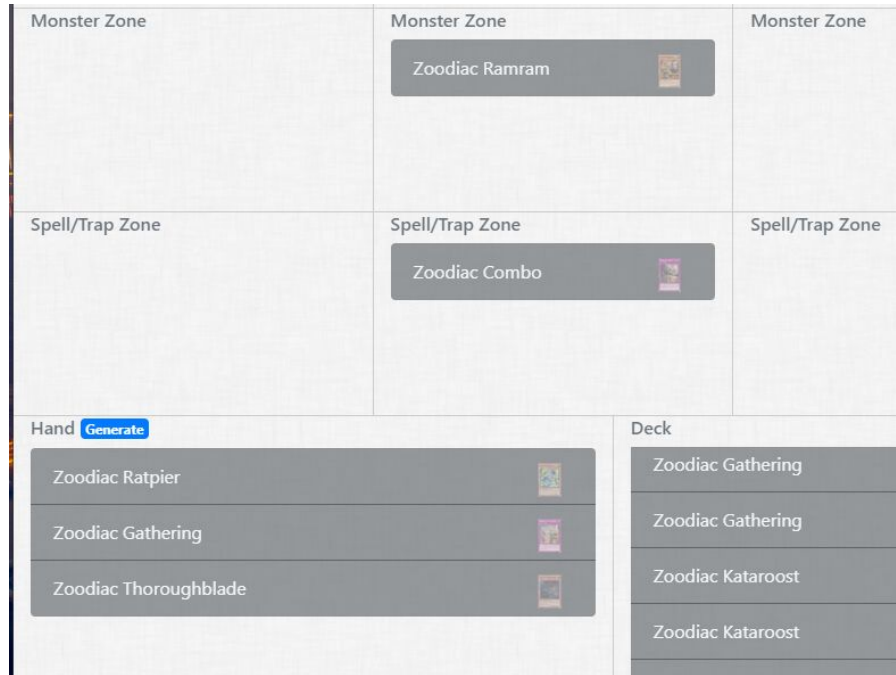 Monster Zone Monster Zone Monster Zone
Zoodiac Ramram
Spell/Trap Zone Spell/Trap Zone Spell/Trap Zone
Zoodiac Combo
Hand Generate Deck
Zoodiac Ratpier
Zoodiac Gathering
Zoodiac Thoroughblade
Zoodiac Gathering
Zoodiac Gathering
Zoodiac Kataroost
Zoodiac Kataroost